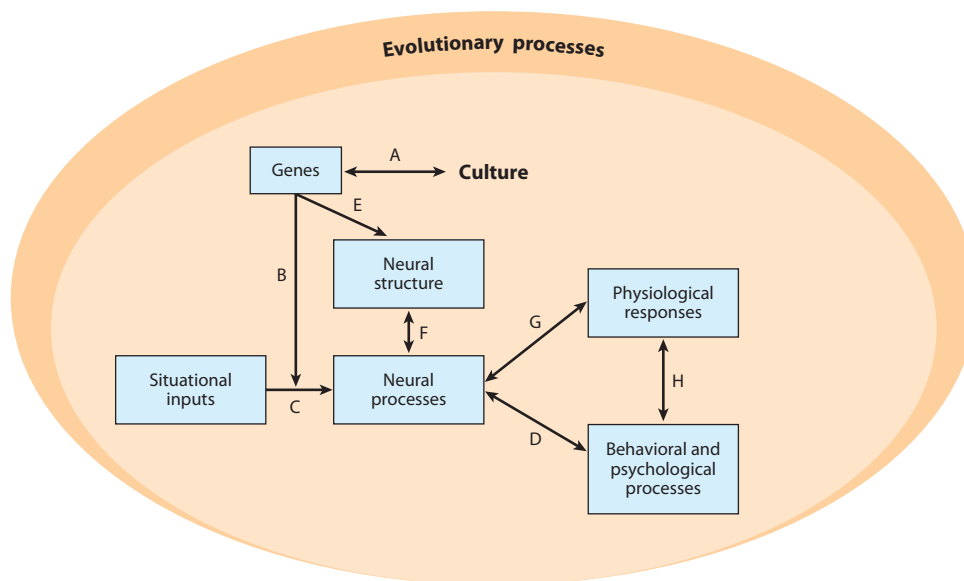 Evolutionary processes
A
Genes
Culture
E
B
Neural
structure
Physiological
responses
G
F
Situational
inputs
C
Neural
processes
H
D
Behavioral and
psychological
processes